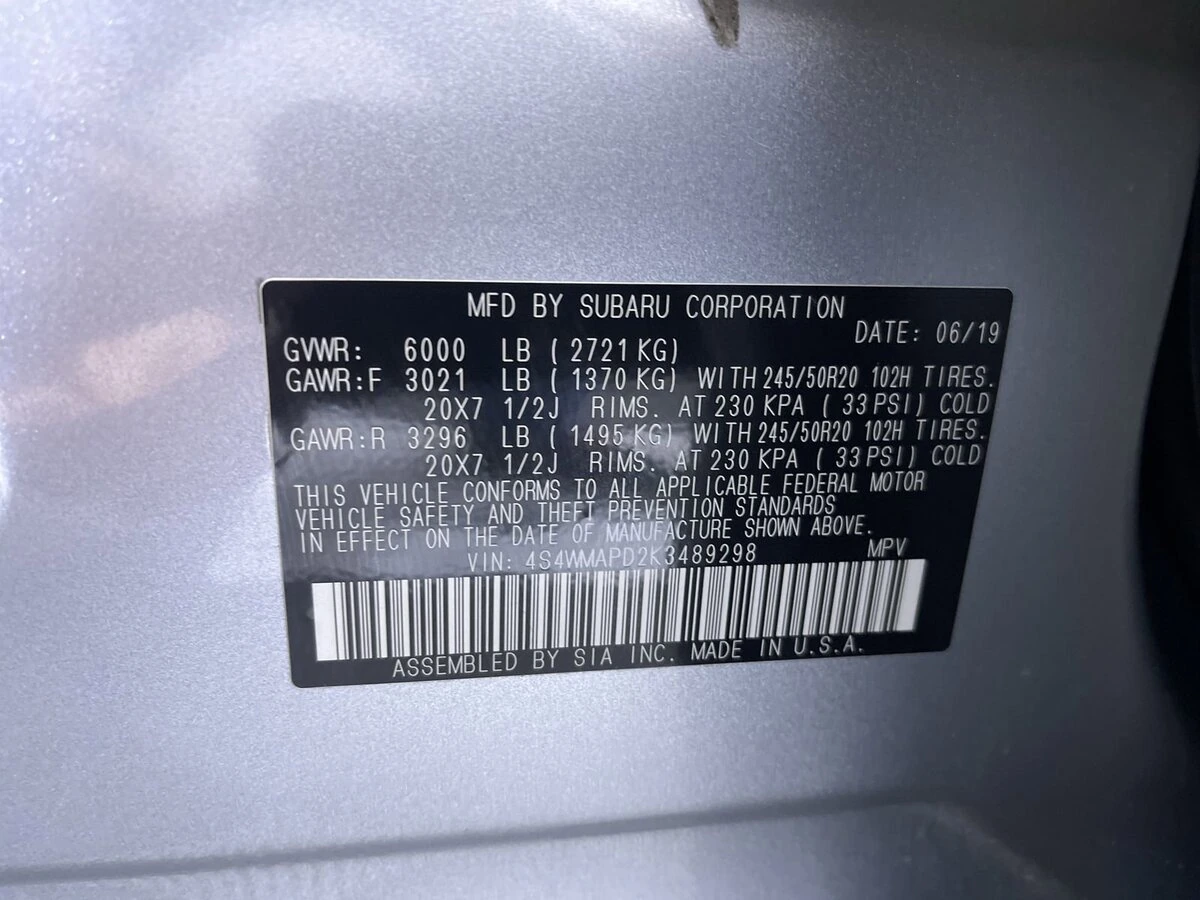 MFD BY SUBARU CORPORATION
DATE: 06/19
GVWR: 6000 LB ( 2721 KG)
GAWR:F 3021 LB ( 1370 KG) WITH 245/50R20 102H TIRES.
20X7 1/2J RIMS. AT 230 KPA ( 33 PSI) COLD
GAWR:R 3296 LB ( 1495 KG) WITH 245/50R20 102H TIRES.
20X7 1/2J RIMS. AT 230 KPA ( 33 PSI) COLD
THIS VEHICLE CONFORMS TO ALL APPLICABLE FEDERAL MOTOR
VEHICLE SAFETY AND THEFT PREVENTION STANDARDS
IN EFFECT ON THE DATE OF MANUFACTURE SHOWN ABOVE.
VIN: 4S4WMAPD2K3489298 MPV
ASSEMBLED BY SIA INC. MADE IN U.S.A.